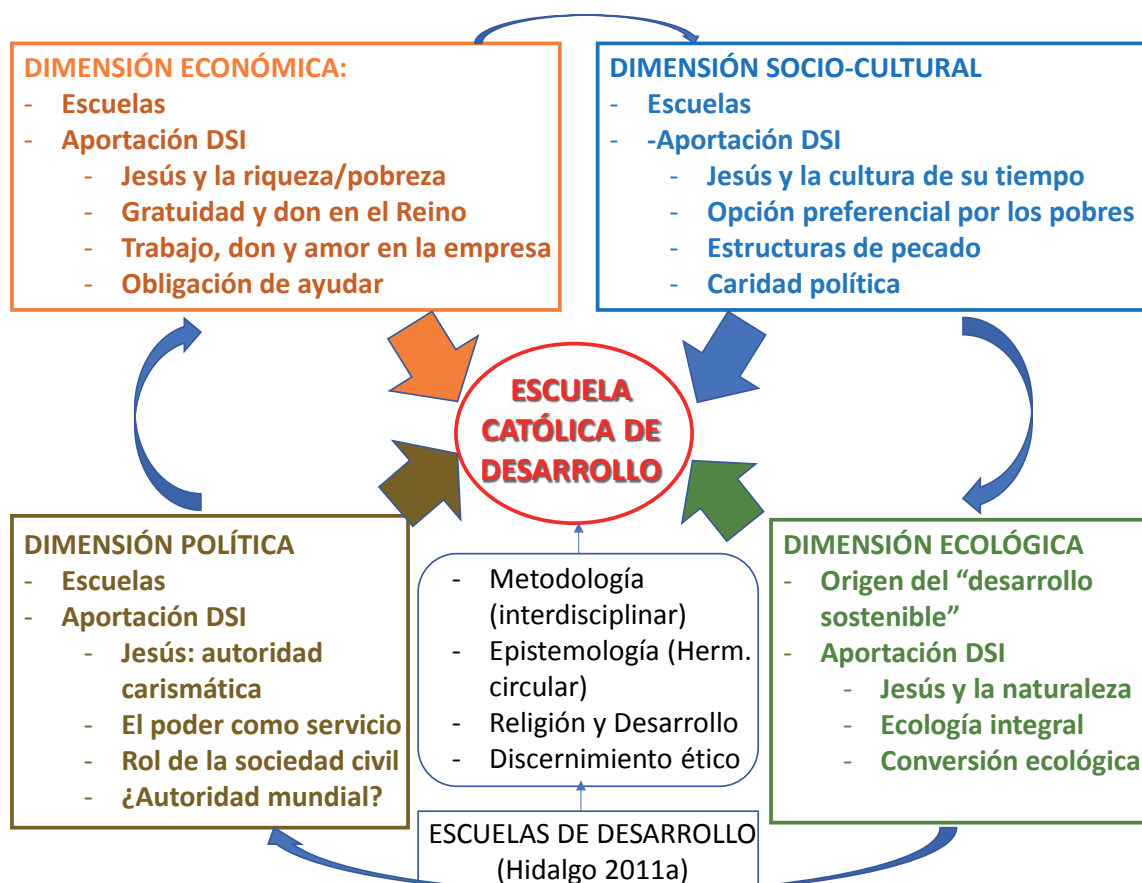 DIMENSIÓN ECONÓMICA:
- Escuelas
- Aportación DSI
- Jesús y la riqueza/pobreza
- Gratuidad y don en el Reino
- Trabajo, don y amor en la empresa
- Obligación de ayudar
DIMENSIÓN SOCIO-CULTURAL
- Escuelas
- -Aportación DSI
- Jesús y la cultura de su tiempo
- Opción preferencial por los pobres
- Estructuras de pecado
- Caridad política
ESCUELA
CATÓLICA DE
DESARROLLO
DIMENSIÓN POLÍTICA
- Escuelas
- Aportación DSI
- Jesús: autoridad
carismática
- El poder como servicio
- Rol de la sociedad civil
- ¿Autoridad mundial?
- Metodología
(interdisciplinar)
- Epistemología (Herm.
circular)
- Religión y Desarrollo
- Discernimiento ético
DIMENSIÓN ECOLÓGICA
- Origen del “desarrollo
sostenible”
- Aportación DSI
- Jesús y la naturaleza
- Ecología integral
- Conversión ecológica
ESCUELAS DE DESARROLLO
(Hidalgo 2011a)